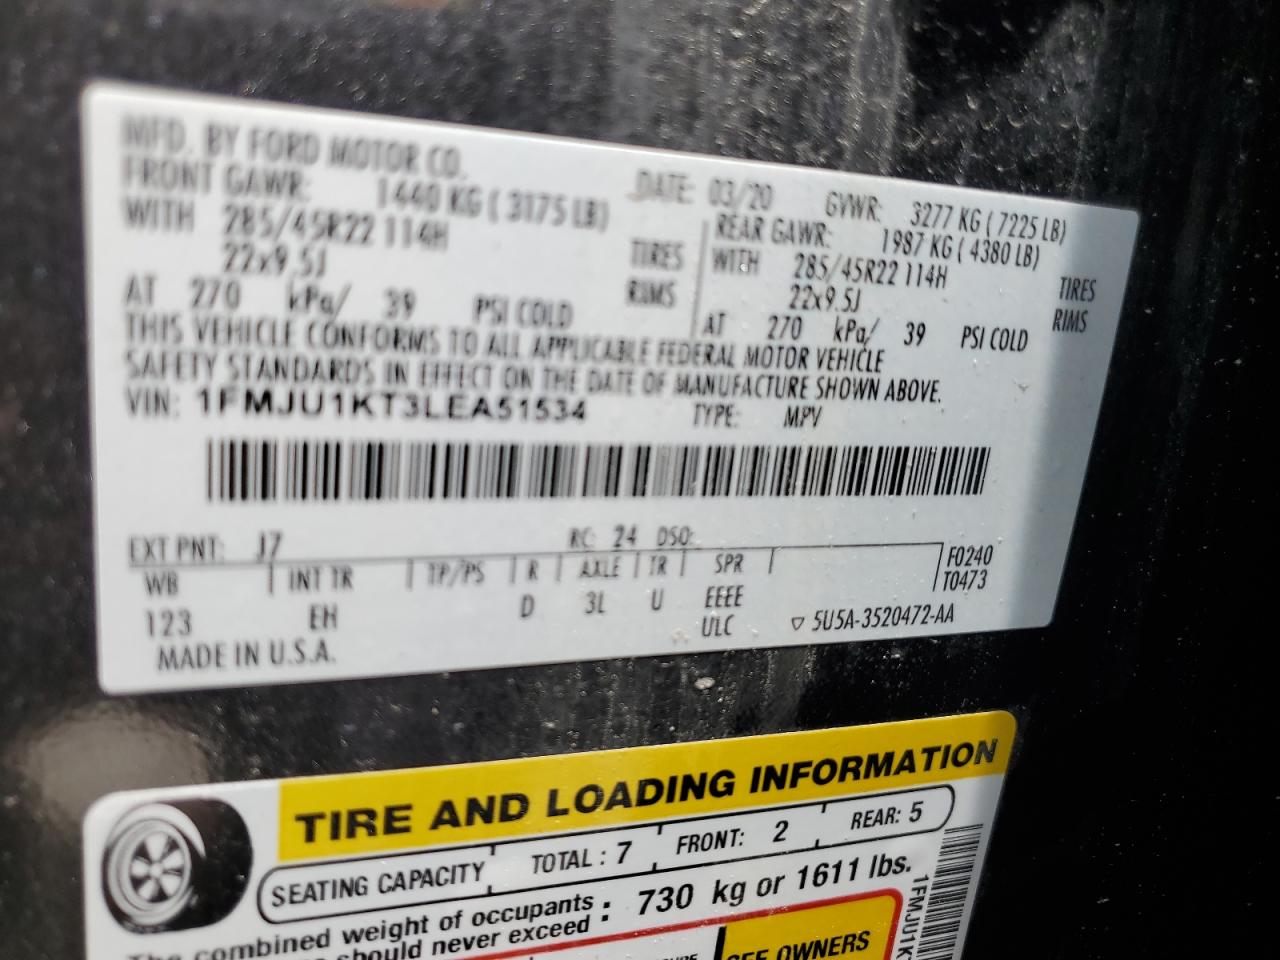 MFD. BY FORD MOTOR CO.
DATE: 03/20 GVWR: 3277 KG ( 7225 LB)
FRONT GAWR: 1440 KG ( 3175 LB)
WITH 285/45R22 114H TIRES
22x9.5J RIMS
AT 270 kPa/ 39 PSI COLD
REAR GAWR: 1987 KG ( 4380 LB)
WITH 285/45R22 114H TIRES
22x9.5J RIMS
AT 270 kPa/ 39 PSI COLD
THIS VEHICLE CONFORMS TO ALL APPLICABLE FEDERAL MOTOR VEHICLE
SAFETY STANDARDS IN EFFECT ON THE DATE OF MANUFACTURE SHOWN ABOVE.
VIN: 1FMJU1KT3LEA51534 TYPE: MPV
EXT PNT: J7 RC: 24 DSO:
WB INT TR TP/PS R AXLE TR SPR F0240
T0473
123 EH D 3L U EEEE
ULC ▽ 5U5A-3520472-AA
MADE IN U.S.A.
TIRE AND LOADING INFORMATION
SEATING CAPACITY TOTAL : 7 FRONT: 2 REAR: 5
The combined weight of occupants
should never exceed : 730 kg or 1611 lbs.
OWNERS
1FMJU1K